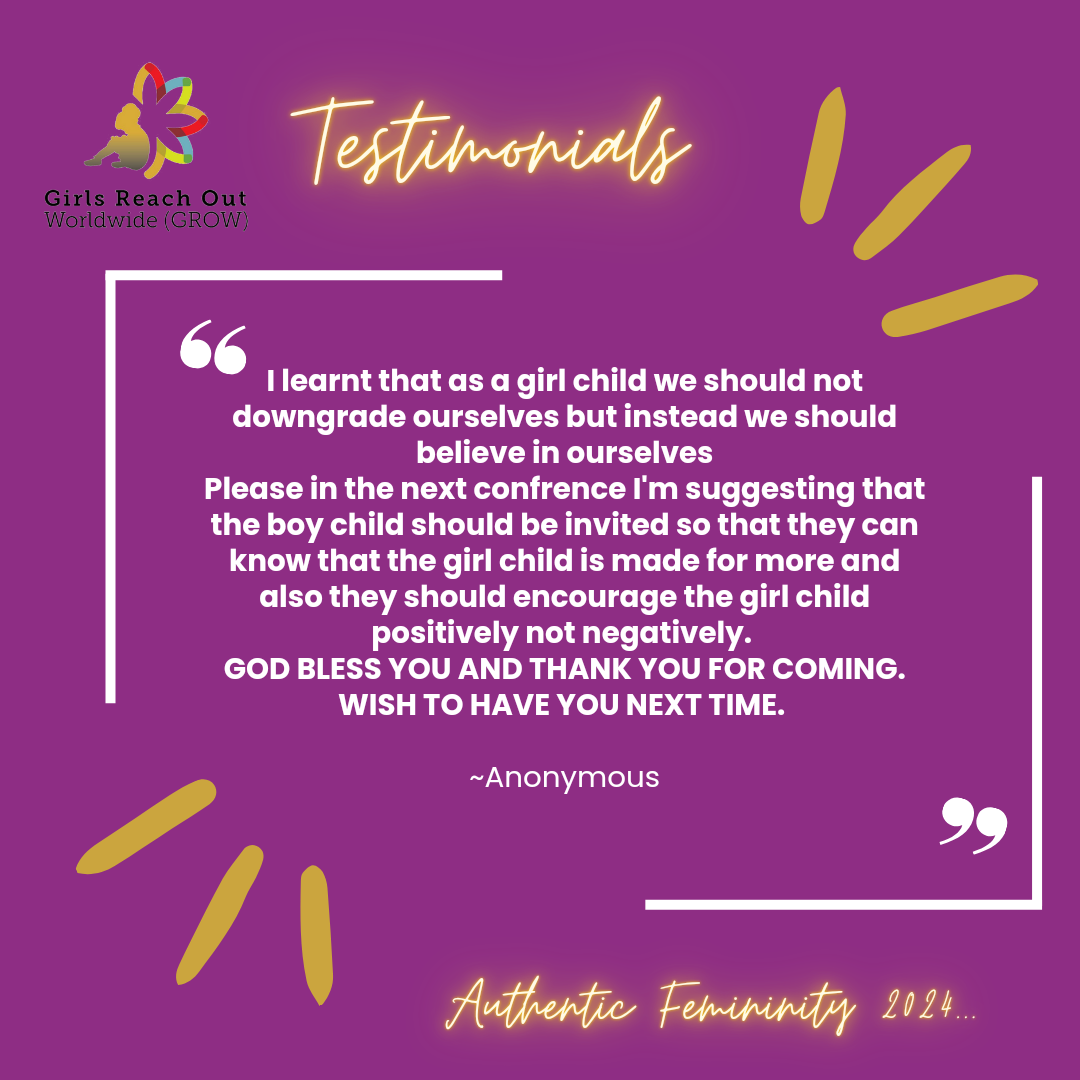 Testimonials
Girls Reach Out
Worldwide (GROW)
“
I learnt that as a girl child we should not
downgrade ourselves but instead we should
believe in ourselves
Please in the next confrence I'm suggesting that
the boy child should be invited so that they can
know that the girl child is made for more and
also they should encourage the girl child
positively not negatively.
GOD BLESS YOU AND THANK YOU FOR COMING.
WISH TO HAVE YOU NEXT TIME.
~Anonymous
”
Authentic Femininity 2024...